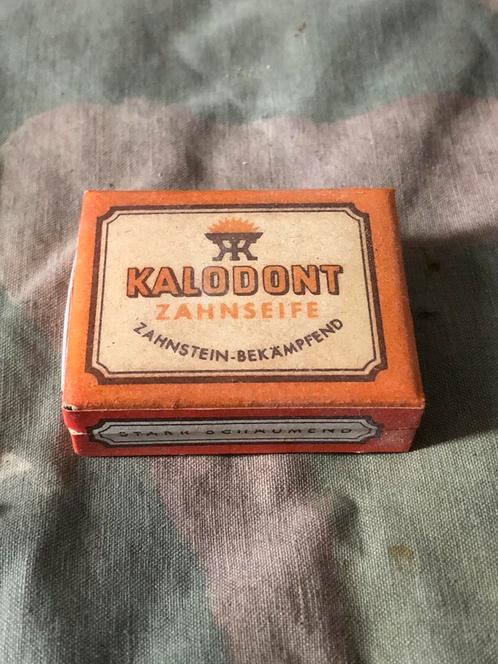 KALODONT
ZAHNSEIFE
ZAHNSTEIN-BEKÄMPFEND
STARK SCHÄUMEND